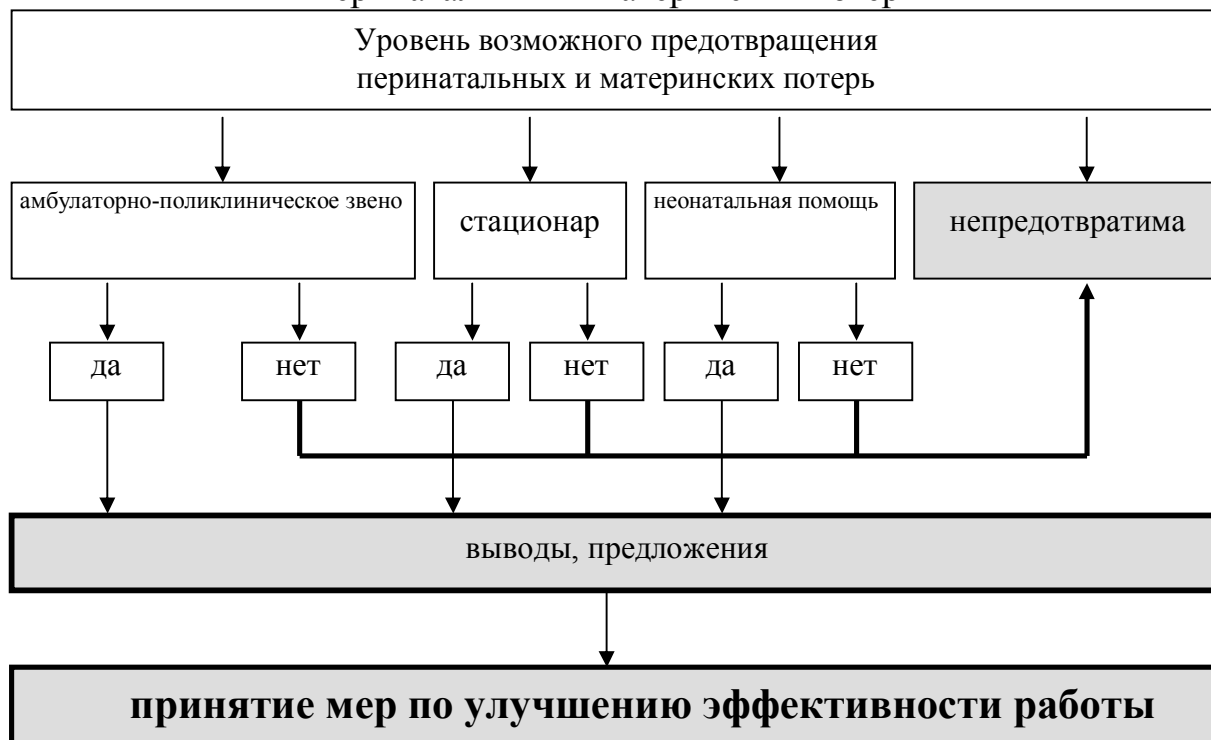 Уровень возможного предотвращения
перинатальных и материнских потерь
амбулаторно-поликлиническое звено
стационар
неонатальная помощь
непредотвратима
да
нет
да
нет
да
нет
выводы, предложения
принятие мер по улучшению эффективности работы